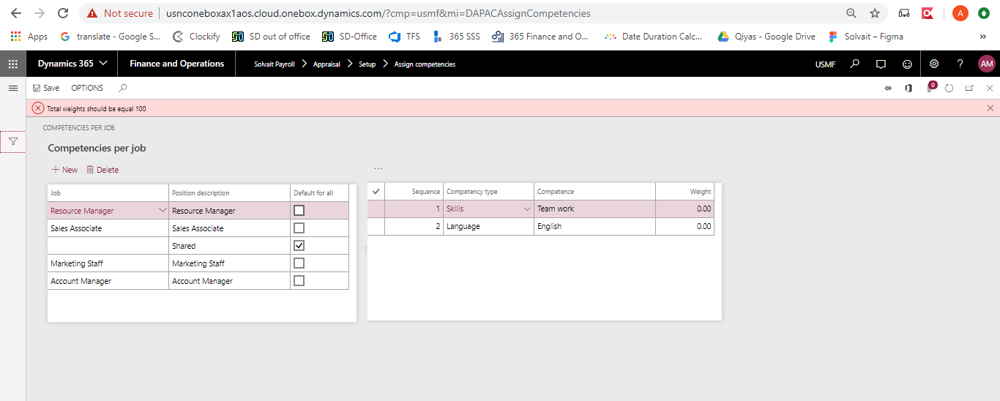 Not secure usnconeboxax1aos.cloud.onebox.dynamics.com/?cmp=usmf&mi=DAPACAssignCompetencies A
Apps translate - Google S... Clockify SD out of office SD-Office TFS 365 SSS 365 Finance and O... Date Duration Calc... Qiyas - Google Drive Solvait – Figma »
Dynamics 365 Finance and Operations Solvait Payroll > Appraisal > Setup > Assign competencies USMF ? AM
Save OPTIONS 0
Total weights should be equal 100
COMPETENCIES PER JOB
Competencies per job
+ New Delete ...
Job Position description Default for all
Resource Manager Resource Manager
Sales Associate Sales Associate
Shared
Marketing Staff Marketing Staff
Account Manager Account Manager
Sequence Competency type Competence Weight
1 Skills Team work 0.00
2 Language English 0.00